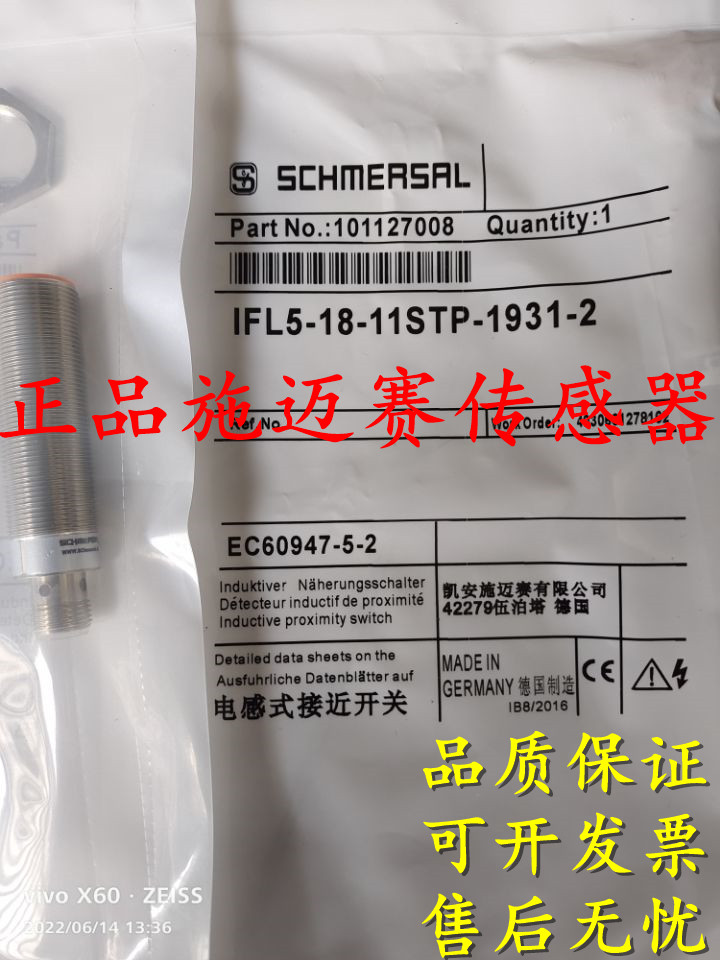 SCHMERSAL
Part No.:101127008 Quantity:1
IFL5-18-11STP-1931-2
正品施迈赛传感器
Ref.No
Work Order:
EC60947-5-2
Induktiver Näherungsschalter
Détecteur inductif de proximité
Inductive proximity switch
凯安施迈赛有限公司
42279伍泊塔 德国
Detailed data sheets on the
Ausfuhrliche Datenblätter auf
电感式接近开关
MADE IN
GERMANY 德国制造
IB8/2016
CE
品质保证
可开发票
售后无忧
vivo X60 · ZEISS
2022/06/14 13:36